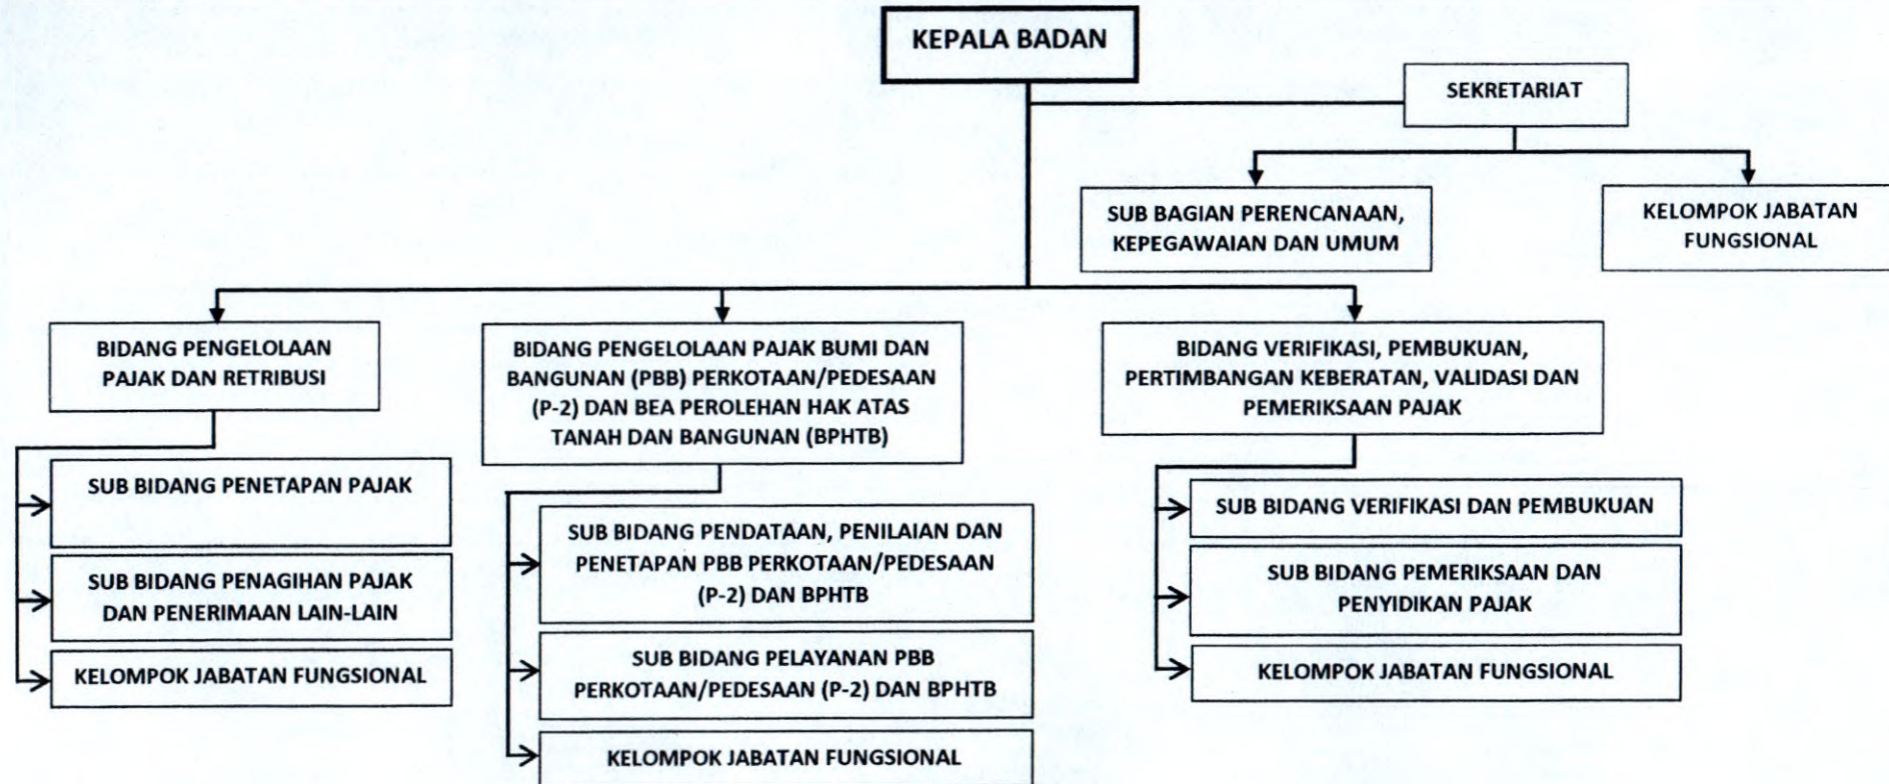 KEPALA BADAN
SEKRETARIAT
SUB BAGIAN PERENCANAAN,
KEPEGAWAIAN DAN UMUM
KELOMPOK JABATAN
FUNGSIONAL
BIDANG PENGELOLAAN
PAJAK DAN RETRIBUSI
SUB BIDANG PENETAPAN PAJAK
SUB BIDANG PENAGIHAN PAJAK
DAN PENERIMAAN LAIN-LAIN
KELOMPOK JABATAN FUNGSIONAL
BIDANG PENGELOLAAN PAJAK BUMI DAN
BANGUNAN (PBB) PERKOTAAN/PEDESAAN
(P-2) DAN BEA PEROLEHAN HAK ATAS
TANAH DAN BANGUNAN (BPHTB)
SUB BIDANG PENDATAAN, PENILAIAN DAN
PENETAPAN PBB PERKOTAAN/PEDESAAN
(P-2) DAN BPHTB
SUB BIDANG PELAYANAN PBB
PERKOTAAN/PEDESAAN (P-2) DAN BPHTB
KELOMPOK JABATAN FUNGSIONAL
BIDANG VERIFIKASI, PEMBUKUAN,
PERTIMBANGAN KEBERATAN, VALIDASI DAN
PEMERIKSAAN PAJAK
SUB BIDANG VERIFIKASI DAN PEMBUKUAN
SUB BIDANG PEMERIKSAAN DAN
PENYIDIKAN PAJAK
KELOMPOK JABATAN FUNGSIONAL